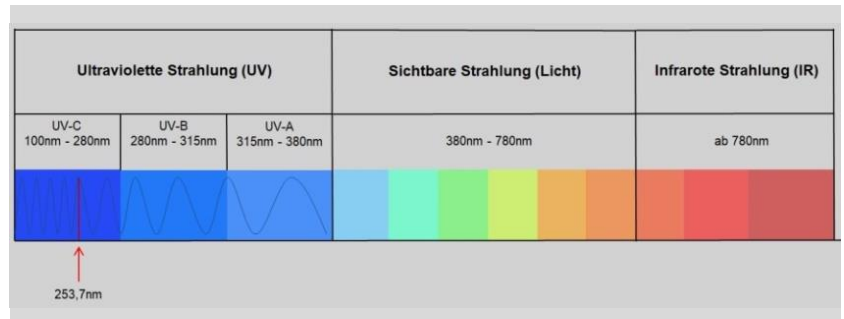 Ultraviolette Strahlung (UV)
Sichtbare Strahlung (Licht)
Infrarote Strahlung (IR)
UV-C
100nm - 280nm
UV-B
280nm - 315nm
UV-A
315nm - 380nm
380nm - 780nm
ab 780nm
253,7nm